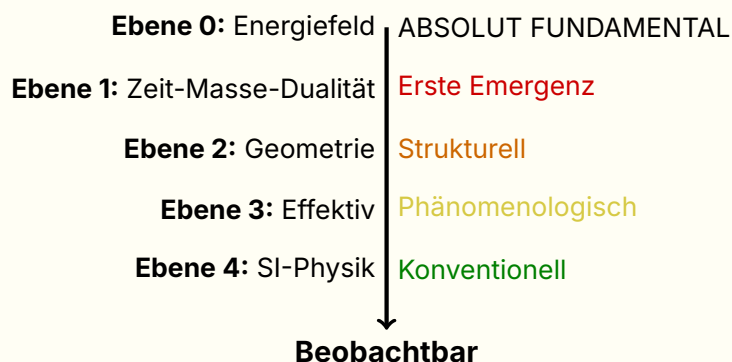 Ebene 0: Energiefeld ABSOLUT FUNDAMENTAL
Ebene 1: Zeit-Masse-Dualität Erste Emergenz
Ebene 2: Geometrie Strukturell
Ebene 3: Effektiv Phänomenologisch
Ebene 4: SI-Physik Konventionell
Beobachtbar